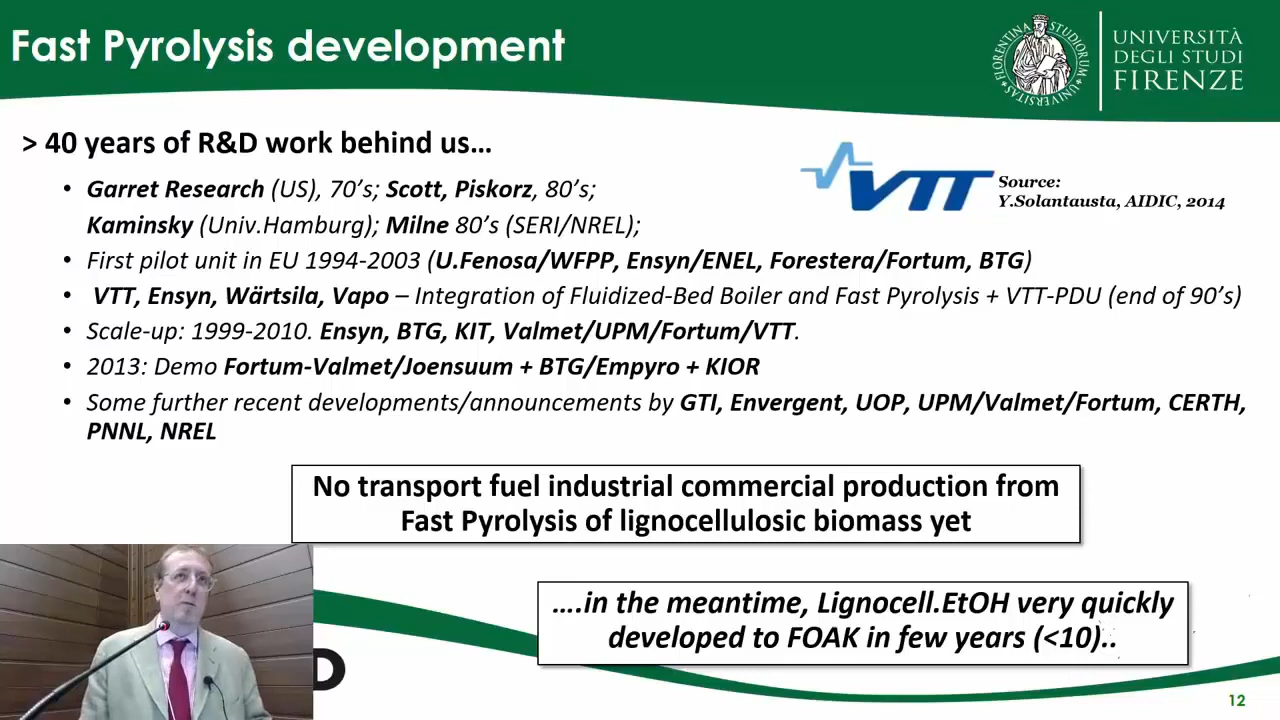 Fast Pyrolysis development
UNIVERSITÀ
DEGLI STUDI
FIRENZE
> 40 years of R&D work behind us…
• Garret Research (US), 70's; Scott, Piskorz, 80's;
Kaminsky (Univ.Hamburg); Milne 80's (SERI/NREL);
VTT
Source:
Y.Solantausta, AIDIC, 2014
• First pilot unit in EU 1994-2003 (U.Fenosa/WFPP, Ensyn/ENEL, Forestera/Fortum, BTG)
• VTT, Ensyn, Wärtsila, Vapo – Integration of Fluidized-Bed Boiler and Fast Pyrolysis + VTT-PDU (end of 90's)
• Scale-up: 1999-2010. Ensyn, BTG, KIT, Valmet/UPM/Fortum/VTT.
• 2013: Demo Fortum-Valmet/Joensuum + BTG/Empyro + KIOR
• Some further recent developments/announcements by GTI, Envergent, UOP, UPM/Valmet/Fortum, CERTH,
PNNL, NREL
No transport fuel industrial commercial production from
Fast Pyrolysis of lignocellulosic biomass yet
….in the meantime, Lignocell.EtOH very quickly
developed to FOAK in few years (<10)..
D
12